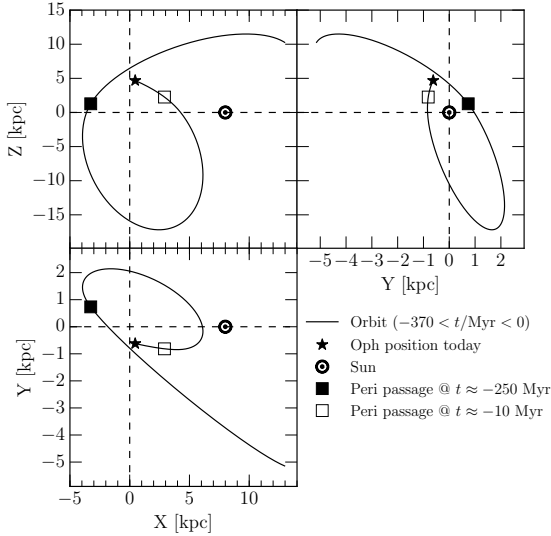 15
10
5
0
−5
−10
−15
Z [kpc]
−5 −4 −3 −2 −1 0 1 2
Y [kpc]
2
1
0
−1
−2
−3
−4
−5
Y [kpc]
−5 0 5 10
X [kpc]
Orbit (−370 < t/Myr < 0)
Oph position today
Sun
Peri passage @ t ≈ −250 Myr
Peri passage @ t ≈ −10 Myr